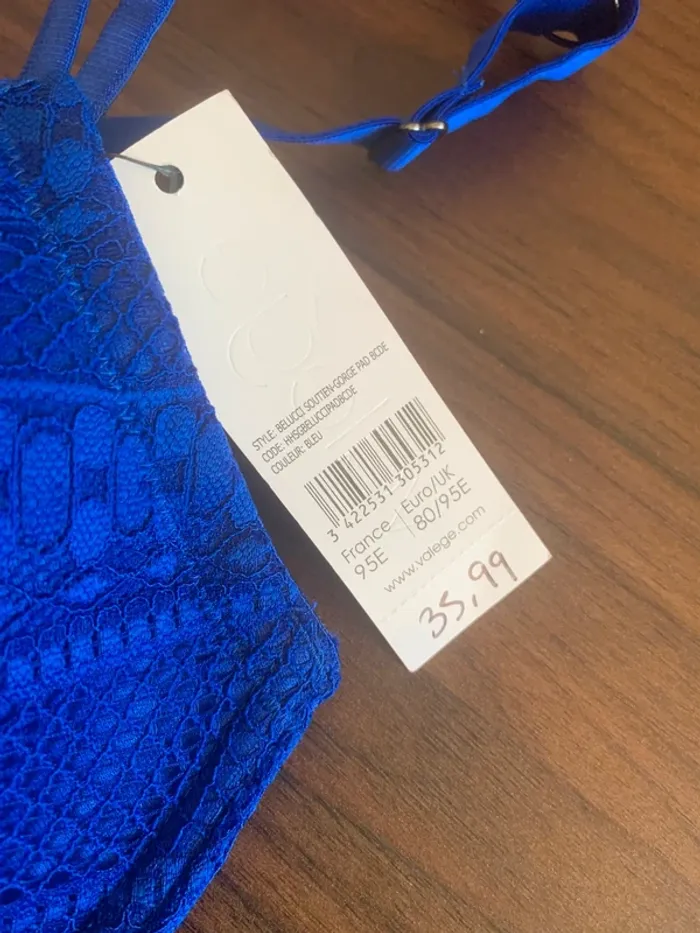 STYLE: BELLUCCI SOUTIEN-GORGE PAD BCDE
CODE: HHSGBELUCCIPADBCDE
COULEUR: BLEU
3 422531 305312
France | Euro/UK
95E | 80/95E
www.valege.com
35,99